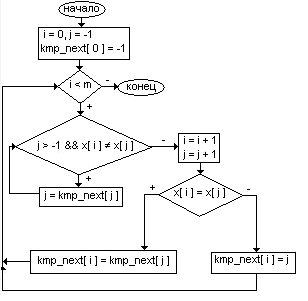 начало
i = 0, j = -1
kmp_next[ 0 ] = -1
i < m
-
конец
+
j > -1 && x[ i ] ≠ x[ j ]
-
i = i + 1
j = j + 1
+
j = kmp_next[ j ]
+
x[ i ] = x[ j ]
-
kmp_next[ i ] = kmp_next[ j ]
kmp_next[ i ] = j